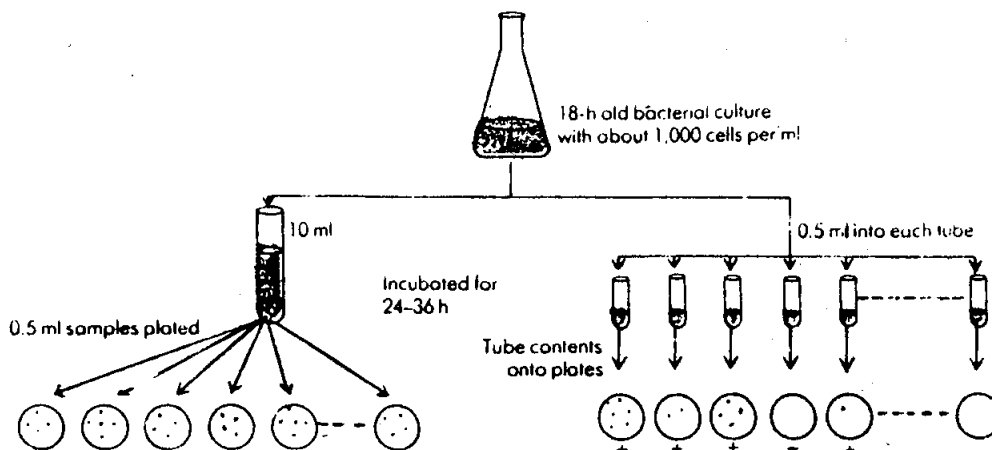 18-h old bacterial culture
with about 1,000 cells per ml
10 ml
0.5 ml into each tube
Incubated for
24–36 h
0.5 ml samples plated
Tube contents
onto plates
+ + + – +